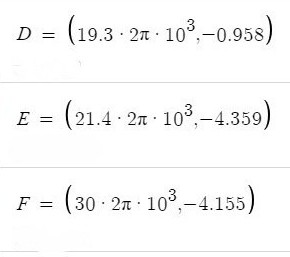 D = (19.3 · 2π · 10³,−0.958)
E = (21.4 · 2π · 10³,−4.359)
F = (30 · 2π · 10³,−4.155)